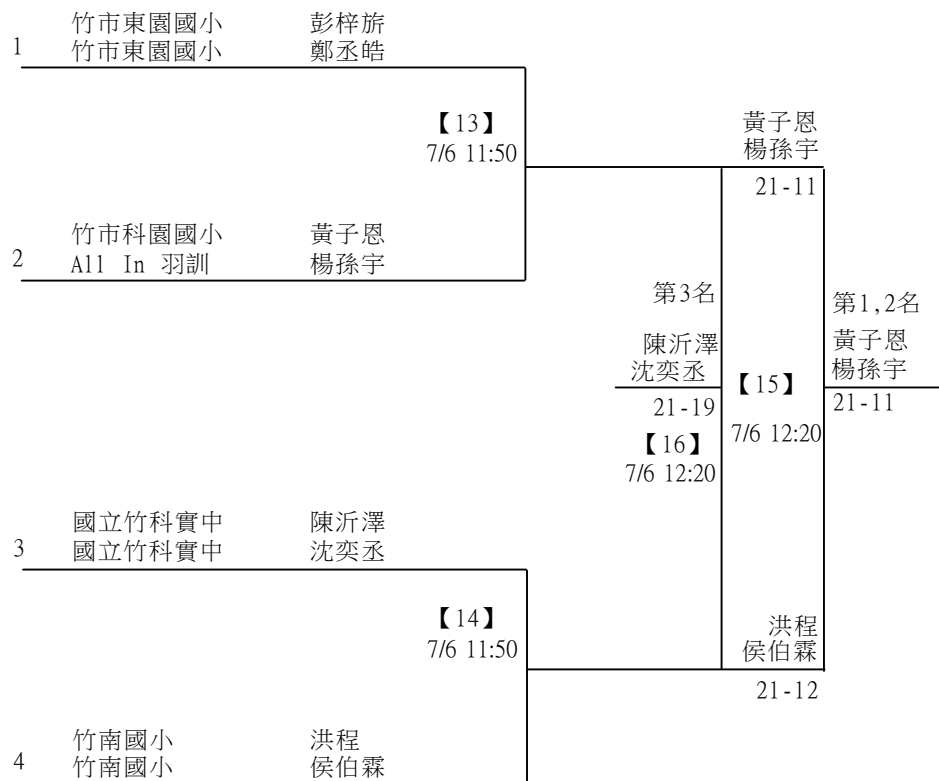 竹市東園國小 彭梓旂
1 竹市東園國小 鄭丞皓
【13】
7/6 11:50
黃子恩
楊孫宇
21-11
竹市科園國小 黃子恩
2 All In 羽訓 楊孫宇
第3名
陳沂澤
沈奕丞
21-19
【16】
7/6 12:20
【15】
7/6 12:20
第1,2名
黃子恩
楊孫宇
21-11
國立竹科實中 陳沂澤
3 國立竹科實中 沈奕丞
【14】
7/6 11:50
洪程
侯伯霖
21-12
竹南國小 洪程
4 竹南國小 侯伯霖